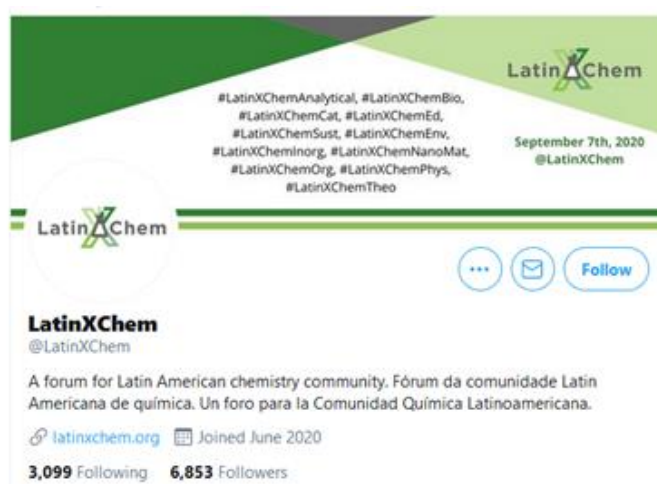 LatinXChem
#LatinXChemAnalytical, #LatinXChemBio,
#LatinXChemCat, #LatinXChemEd,
#LatinXChemSust, #LatinXChemEnv,
#LatinXChemInorg, #LatinXChemNanoMat,
#LatinXChemOrg, #LatinXChemPhys,
#LatinXChemTheo
September 7th, 2020
@LatinXChem
LatinXChem
Follow
LatinXChem
@LatinXChem
A forum for Latin American chemistry community. Fórum da comunidade Latin
Americana de química. Un foro para la Comunidad Química Latinoamericana.
latinxchem.org Joined June 2020
3,099 Following 6,853 Followers